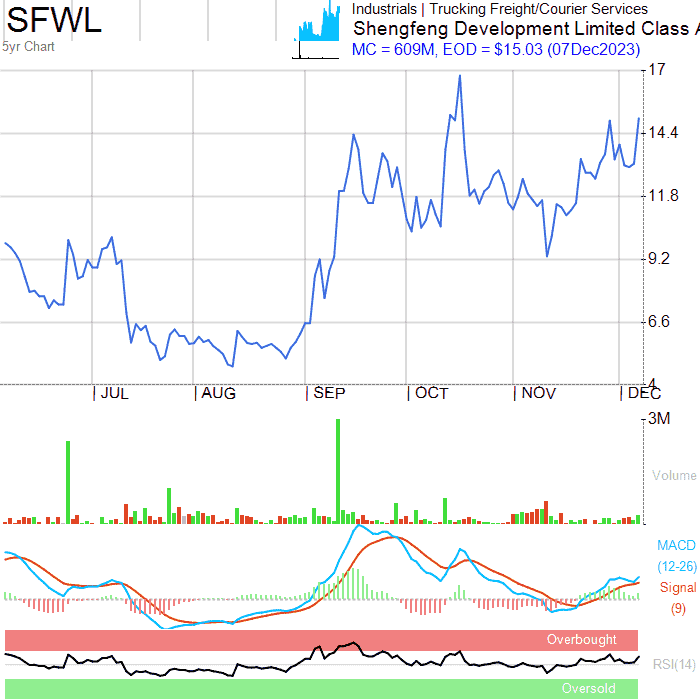 SFWL
5yr Chart
Industrials | Trucking Freight/Courier Services
Shengfeng Development Limited Class A
MC = 609M, EOD = $15.03 (07Dec2023)
17
14.4
11.8
9.2
6.6
4
JUL AUG SEP OCT NOV DEC
3M
Volume
MACD
(12-26)
Signal
(9)
Overbought
RSI(14)
Oversold